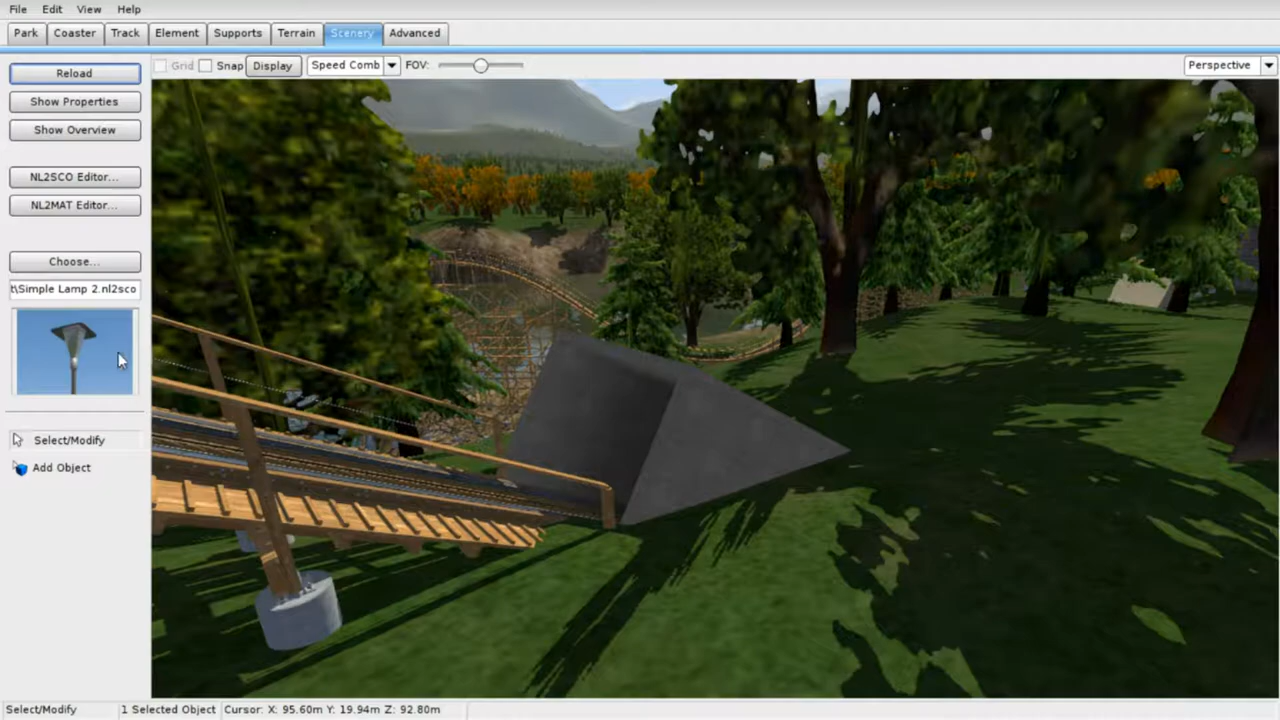 File Edit View Help
Park Coaster Track Element Supports Terrain Scenery Advanced
Reload
Grid Snap Display Speed Comb FOV: Perspective
Show Properties
Show Overview
NL2SCO Editor...
NL2MAT Editor...
Choose...
t\Simple Lamp 2.nl2sco
Select/Modify
Add Object
Select/Modify 1 Selected Object Cursor: X: 95.60m Y: 19.94m Z: 92.80m